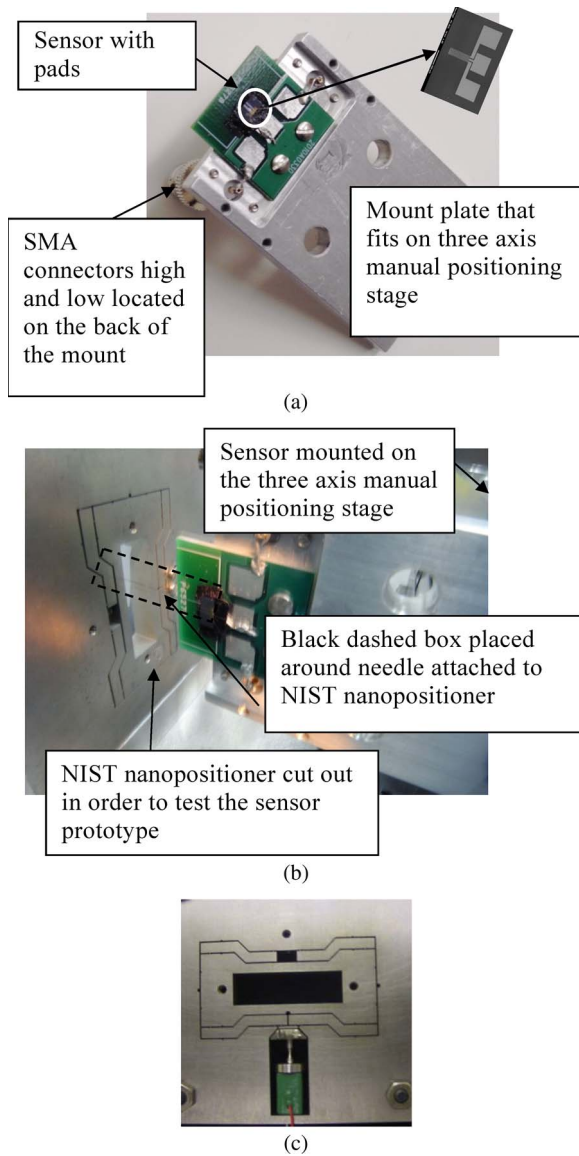 Sensor with
pads
SMA
connectors high
and low located
on the back of
the mount
Mount plate that
fits on three axis
manual positioning
stage
(a)
Sensor mounted on
the three axis manual
positioning stage
Black dashed box placed
around needle attached to
NIST nanopositioner
NIST nanopositioner cut out
in order to test the sensor
prototype
(b)
(c)